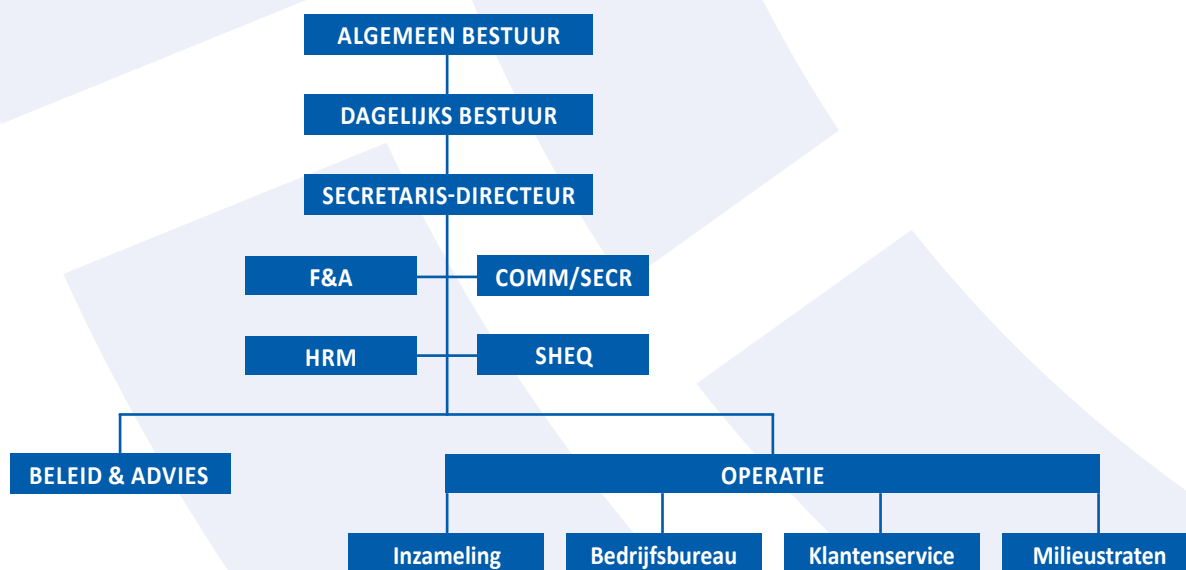 ALGEMEEN BESTUUR
DAGELIJKS BESTUUR
SECRETARIS-DIRECTEUR
F&A
COMM/SECR
HRM
SHEQ
BELEID & ADVIES
OPERATIE
Inzameling
Bedrijfsbureau
Klantenservice
Milieustraten